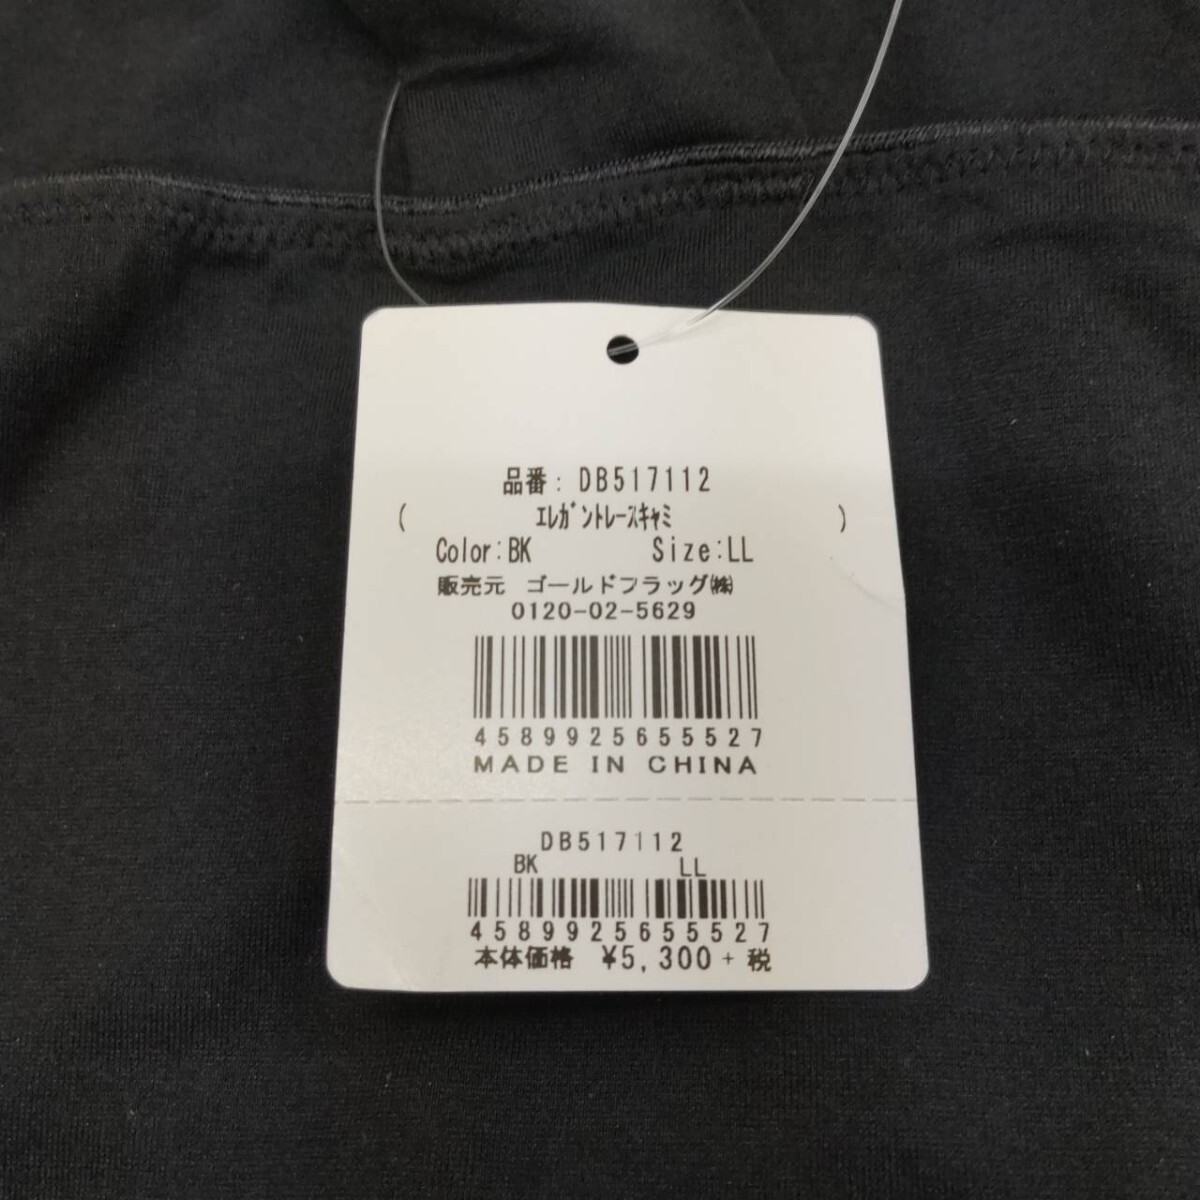 品番: DB517112
( ｴﾚｶﾞﾝﾄﾚｰｽｷｬﾐ )
Color:BK Size:LL
販売元 ゴールドフラッグ㈱
0120-02-5629
4589925655527
MADE IN CHINA
DB517112
BK LL
4589925655527
本体価格 ¥5,300 + 税